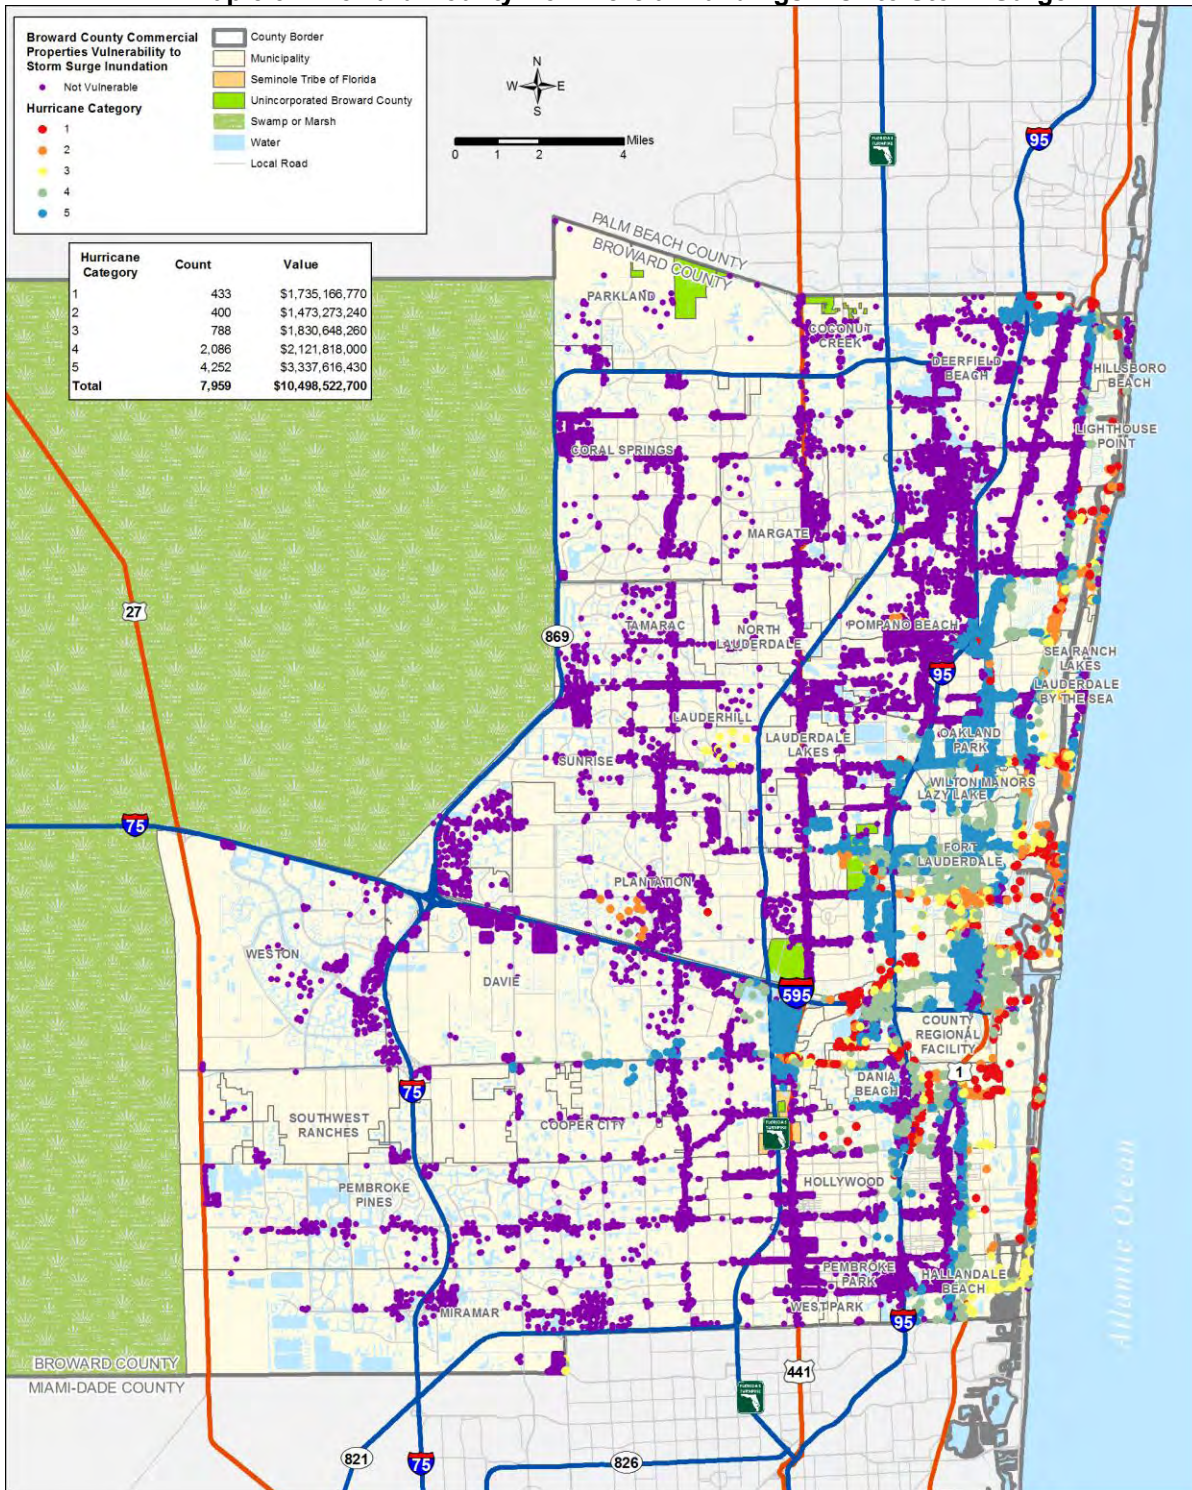 Broward County Commercial
Properties Vulnerability to
Storm Surge Inundation
Not Vulnerable
Hurricane Category
1
2
3
4
5
County Border
Municipality
Seminole Tribe of Florida
Unincorporated Broward County
Swamp or Marsh
Water
Local Road
N
W E
S
0 1 2 4 Miles
Hurricane Category Count Value
1 433 $1,735,166,770
2 400 $1,473,273,240
3 788 $1,830,648,260
4 2,086 $2,121,818,000
5 4,252 $3,337,616,430
Total 7,959 $10,498,522,700
95
PALM BEACH COUNTY
BROWARD COUNTY
PARKLAND
COCONUT
CREEK
DEERFIELD
BEACH
HILLSBORO
BEACH
LIGHTHOUSE
POINT
CORAL SPRINGS
MARGATE
27
869
TAMARAC
NORTH
LAUDERDALE
POMPANO BEACH
95
SEA RANCH
LAKES
LAUDERDALE
BY THE SEA
LAUDERHILL
LAUDERDALE
LAKES
OAKLAND
PARK
SUNRISE
WILTON MANORS
LAZY LAKE
75
FORT
LAUDERDALE
PLANTATION
WESTON
DAVIE
595
COUNTY
REGIONAL
FACILITY
1
DANIA
BEACH
75
SOUTHWEST
RANCHES
COOPER CITY
HOLLYWOOD
PEMBROKE
PINES
PEMBROKE
PARK
HALLANDALE
BEACH
MIRAMAR
WEST PARK
95
Atlantic Ocean
BROWARD COUNTY
MIAMI-DADE COUNTY
441
821
75
826